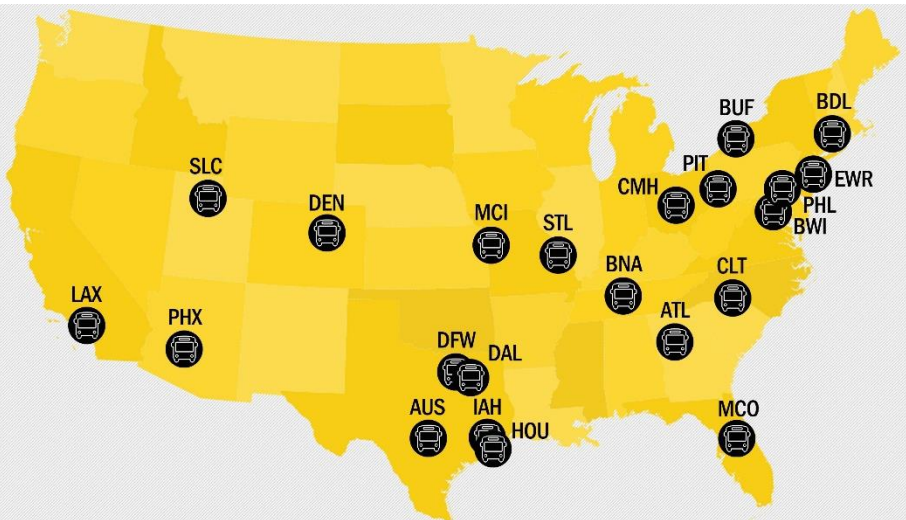 BUF
BDL
SLC
PIT
CMH
EWR
DEN
PHL
MCI
STL
BWI
BNA
CLT
LAX
PHX
ATL
DFW
DAL
AUS
IAH
HOU
MCO